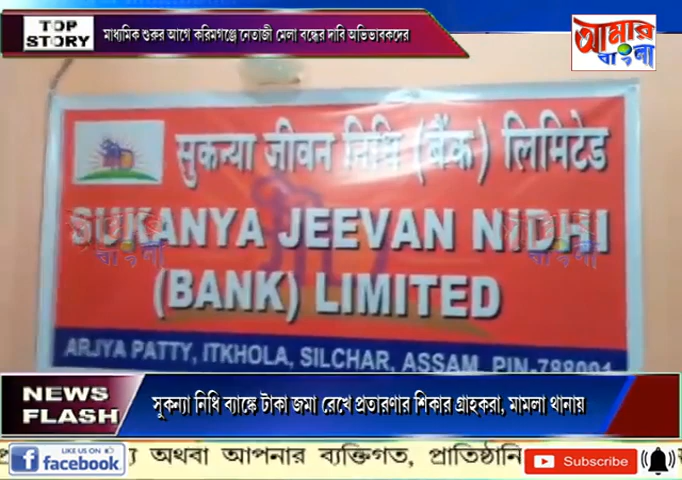 TOP
STORY
মাধ্যমিক শুরুর আগে করিমগঞ্জে নেতাজী মেলা বন্ধের দাবি অভিভাবকদের
আমার
বাংলা
সুকন্যা জীবন নিধি (बैंक) লিমিটেড
SUKANYA JEEVAN NIDHI
(BANK) LIMITED
ARJYA PATTY, ITKHOLA, SILCHAR, ASSAM, PIN-788001
NEWS
FLASH
সুকন্যা নিধি ব্যাঙ্কে টাকা জমা রেখে প্রতারণার শিকার গ্রাহকরা, মামলা থানায়
LIKE US ON
facebook
অথবা আপনার ব্যক্তিগত, প্রাতিষ্ঠানি
Subscribe